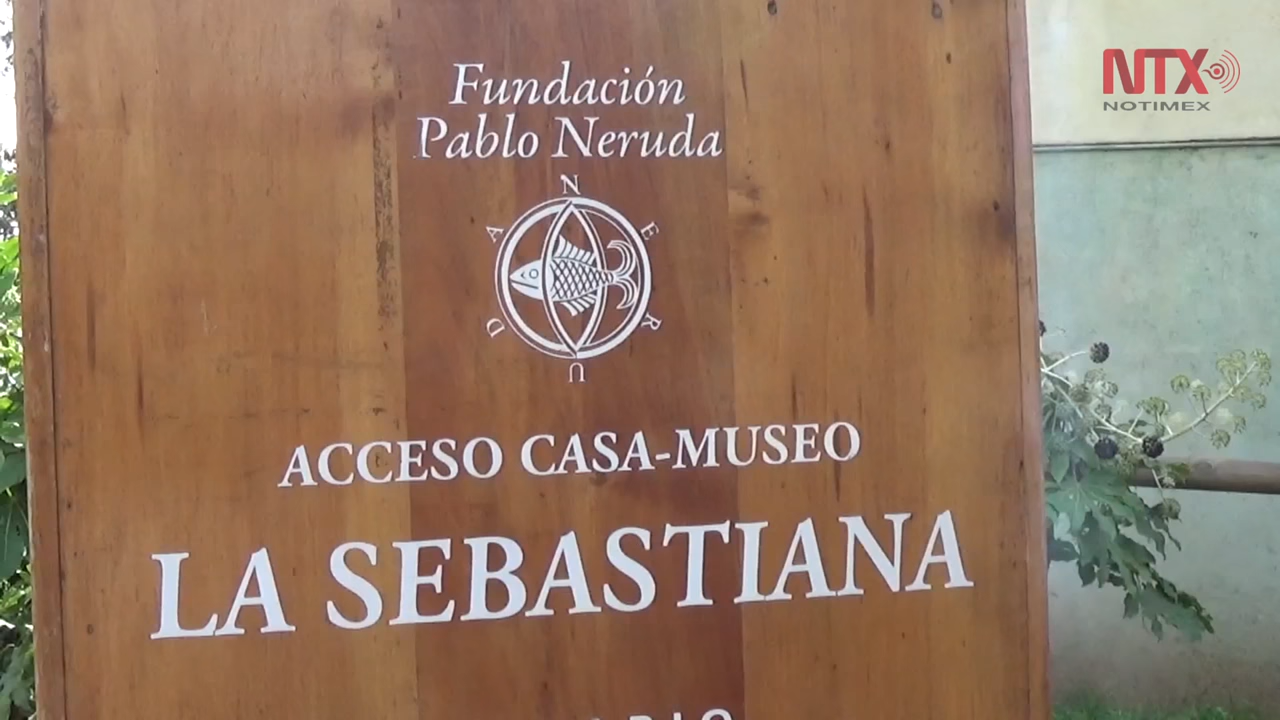 NTX
NOTIMEX
Fundación
Pablo Neruda
N
E
R
U
D
A
ACCESO CASA-MUSEO
LA SEBASTIANA